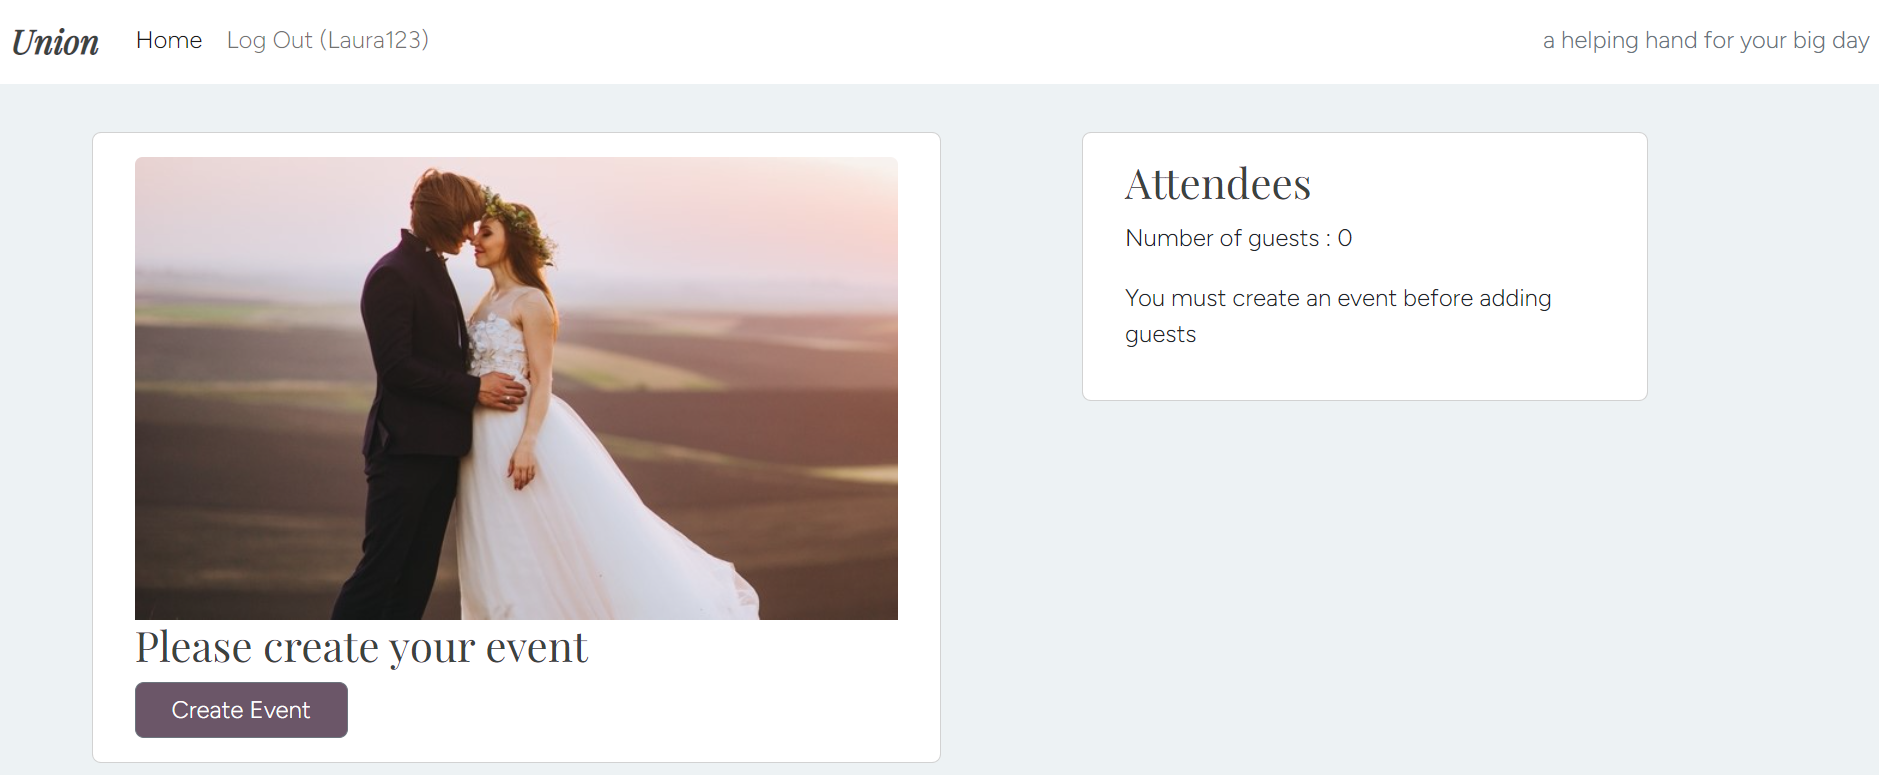 Union Home Log Out (Laura123) a helping hand for your big day
Please create your event
Create Event
Attendees
Number of guests : 0
You must create an event before adding
guests